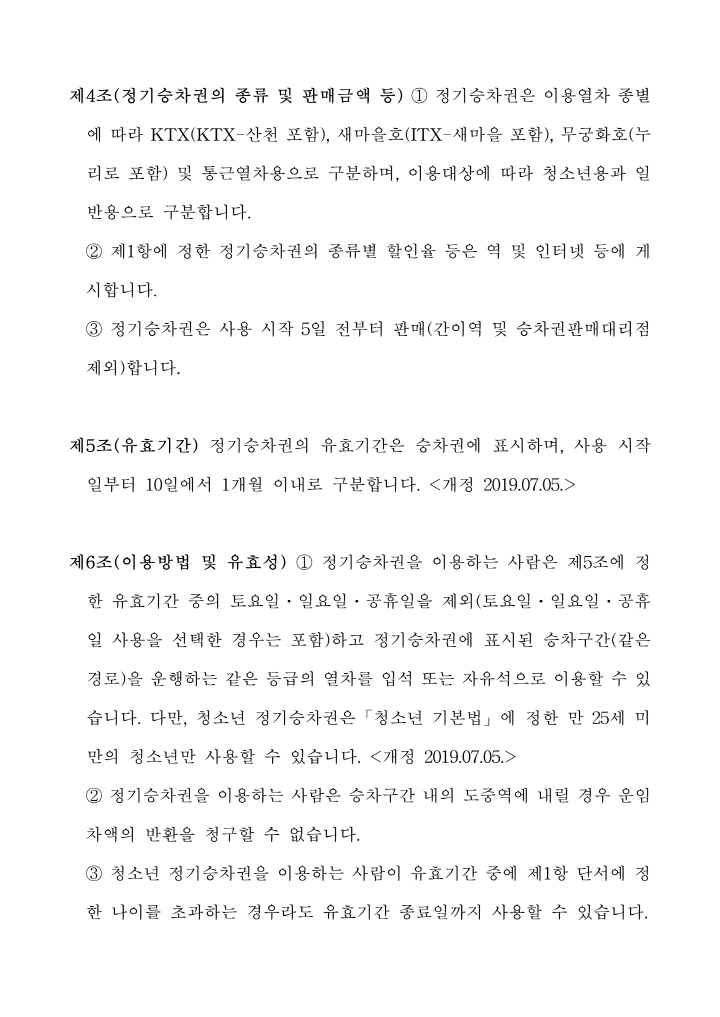 제4조(정기승차권의 종류 및 판매금액 등) ① 정기승차권은 이용열차 종별
에 따라 KTX(KTX-산천 포함), 새마을호(ITX-새마을 포함), 무궁화호(누
리로 포함) 및 통근열차용으로 구분하며, 이용대상에 따라 청소년용과 일
반용으로 구분합니다.
② 제1항에 정한 정기승차권의 종류별 할인율 등은 역 및 인터넷 등에 게
시합니다.
③ 정기승차권은 사용 시작 5일 전부터 판매(간이역 및 승차권판매대리점
제외)합니다.
제5조(유효기간) 정기승차권의 유효기간은 승차권에 표시하며, 사용 시작
일부터 10일에서 1개월 이내로 구분합니다. <개정 2019.07.05.>
제6조(이용방법 및 유효성) ① 정기승차권을 이용하는 사람은 제5조에 정
한 유효기간 중의 토요일·일요일·공휴일을 제외(토요일·일요일·공휴
일 사용을 선택한 경우는 포함)하고 정기승차권에 표시된 승차구간(같은
경로)을 운행하는 같은 등급의 열차를 입석 또는 자유석으로 이용할 수 있
습니다. 다만, 청소년 정기승차권은「청소년 기본법」에 정한 만 25세 미
만의 청소년만 사용할 수 있습니다. <개정 2019.07.05.>
② 정기승차권을 이용하는 사람은 승차구간 내의 도중역에 내릴 경우 운임
차액의 반환을 청구할 수 없습니다.
③ 청소년 정기승차권을 이용하는 사람이 유효기간 중에 제1항 단서에 정
한 나이를 초과하는 경우라도 유효기간 종료일까지 사용할 수 있습니다.